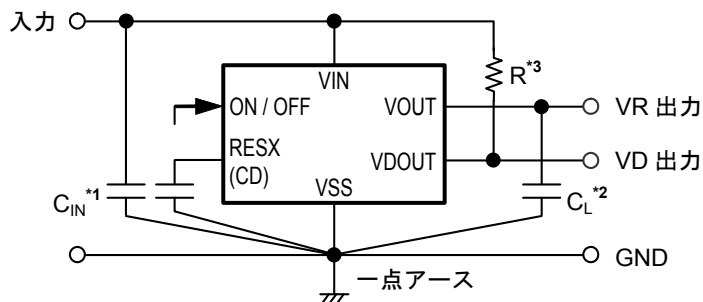 入力
VIN
R*3
ON / OFF
VOUT
VR 出力
RESX
(CD)
VDOUT
VD 出力
VSS
CIN*1
CL*2
GND
一点アース